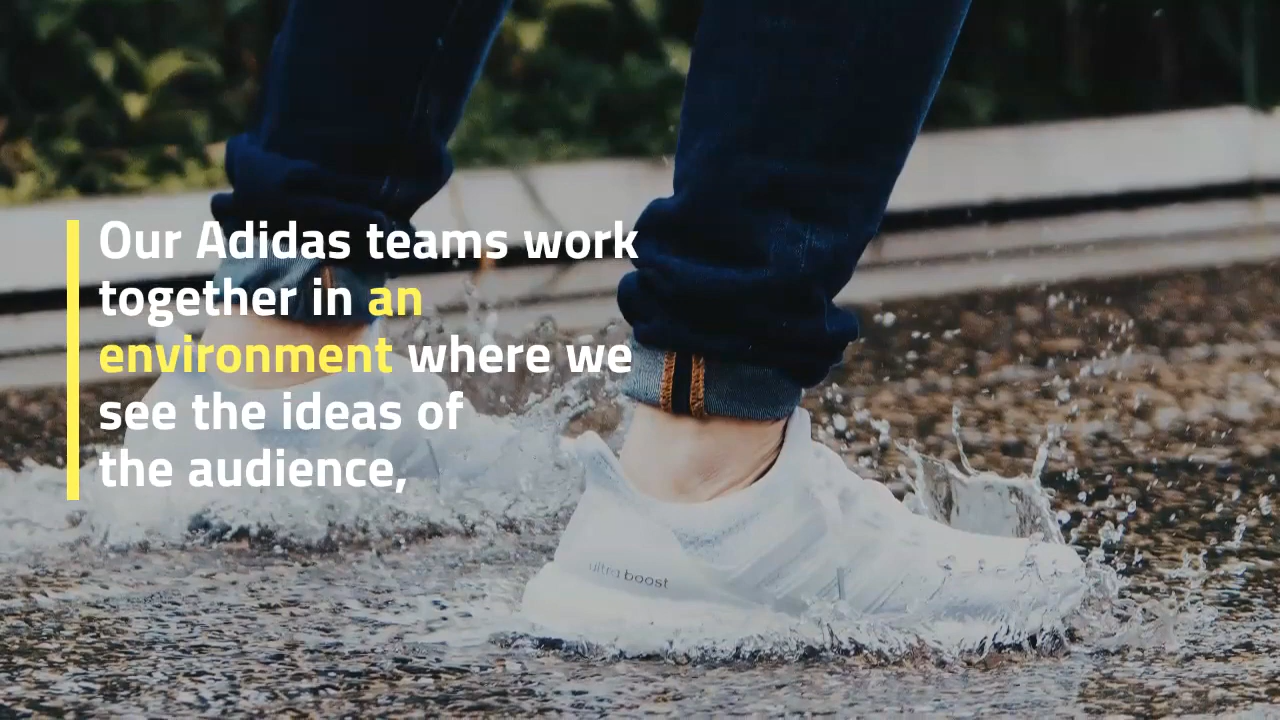 Our Adidas teams work
together in an
environment where we
see the ideas of
the audience,
ultra boost